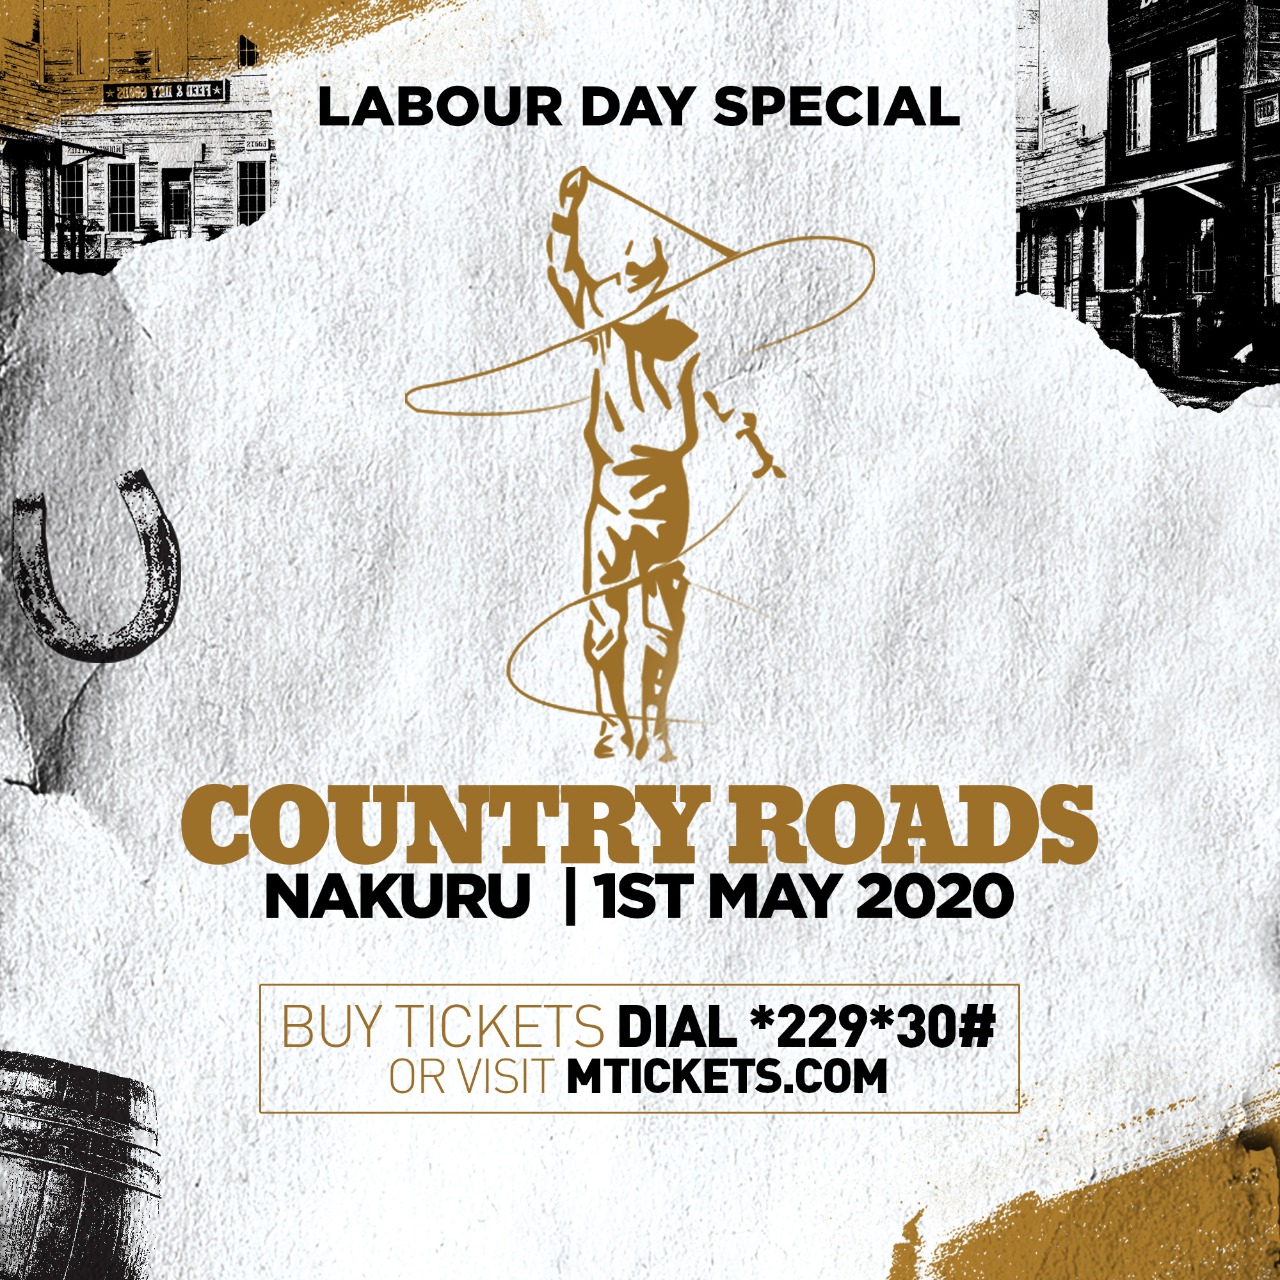 LABOUR DAY SPECIAL
COUNTRY ROADS
NAKURU | 1ST MAY 2020
BUY TICKETS DIAL *229*30#
OR VISIT MTICKETS.COM